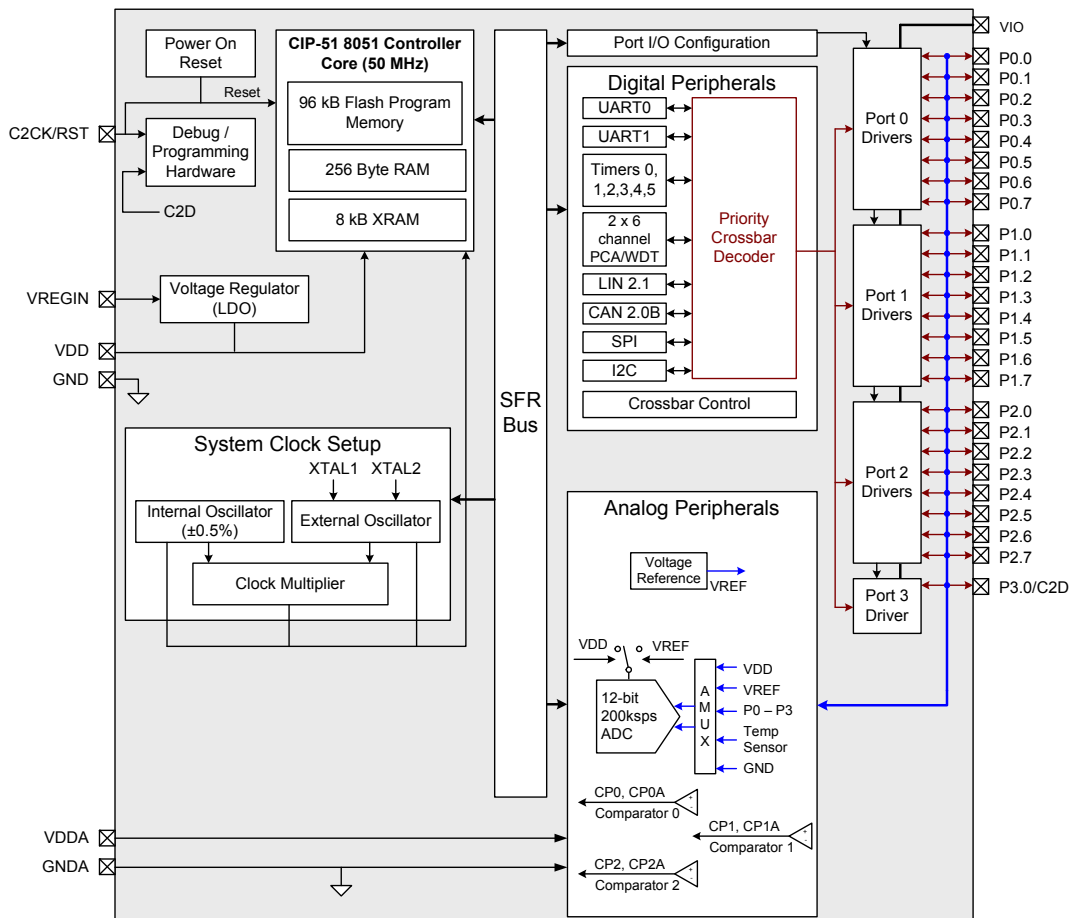 Power On
Reset
Reset
C2CK/RST
Debug /
Programming
Hardware
C2D
CIP-51 8051 Controller
Core (50 MHz)
96 kB Flash Program
Memory
256 Byte RAM
8 kB XRAM
VREGIN
Voltage Regulator
(LDO)
VDD
GND
System Clock Setup
XTAL1
XTAL2
Internal Oscillator
(±0.5%)
External Oscillator
Clock Multiplier
VDDA
GNDA
SFR
Bus
Port I/O Configuration
Digital Peripherals
UART0
UART1
Timers 0,
1,2,3,4,5
2 x 6
channel
PCA/WDT
LIN 2.1
CAN 2.0B
SPI
I2C
Priority
Crossbar
Decoder
Crossbar Control
Analog Peripherals
Voltage
Reference
VREF
VDD
VREF
12-bit
200ksps
ADC
A
M
U
X
VDD
VREF
P0 – P3
Temp
Sensor
GND
CP0, CP0A
+
-
Comparator 0
CP1, CP1A
+
-
Comparator 1
CP2, CP2A
+
-
Comparator 2
Port 0
Drivers
Port 1
Drivers
Port 2
Drivers
Port 3
Driver
VIO
P0.0
P0.1
P0.2
P0.3
P0.4
P0.5
P0.6
P0.7
P1.0
P1.1
P1.2
P1.3
P1.4
P1.5
P1.6
P1.7
P2.0
P2.1
P2.2
P2.3
P2.4
P2.5
P2.6
P2.7
P3.0/C2D